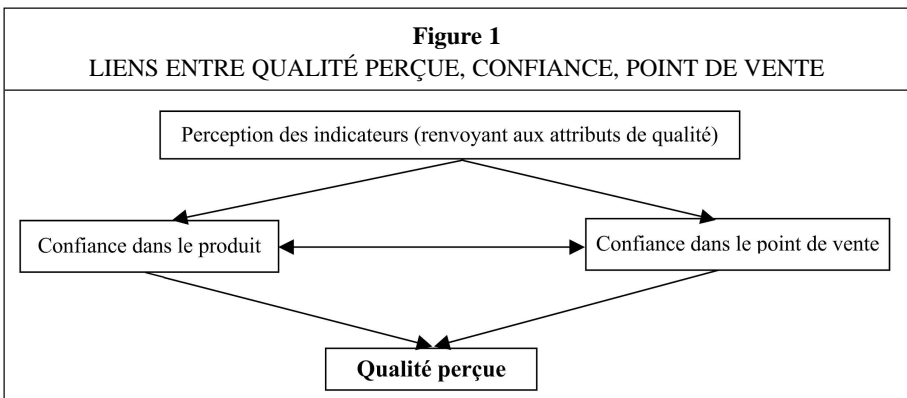 Figure 1
LIENS ENTRE QUALITÉ PERÇUE, CONFIANCE, POINT DE VENTE
Perception des indicateurs (renvoyant aux attributs de qualité)
Confiance dans le produit
Confiance dans le point de vente
Qualité perçue